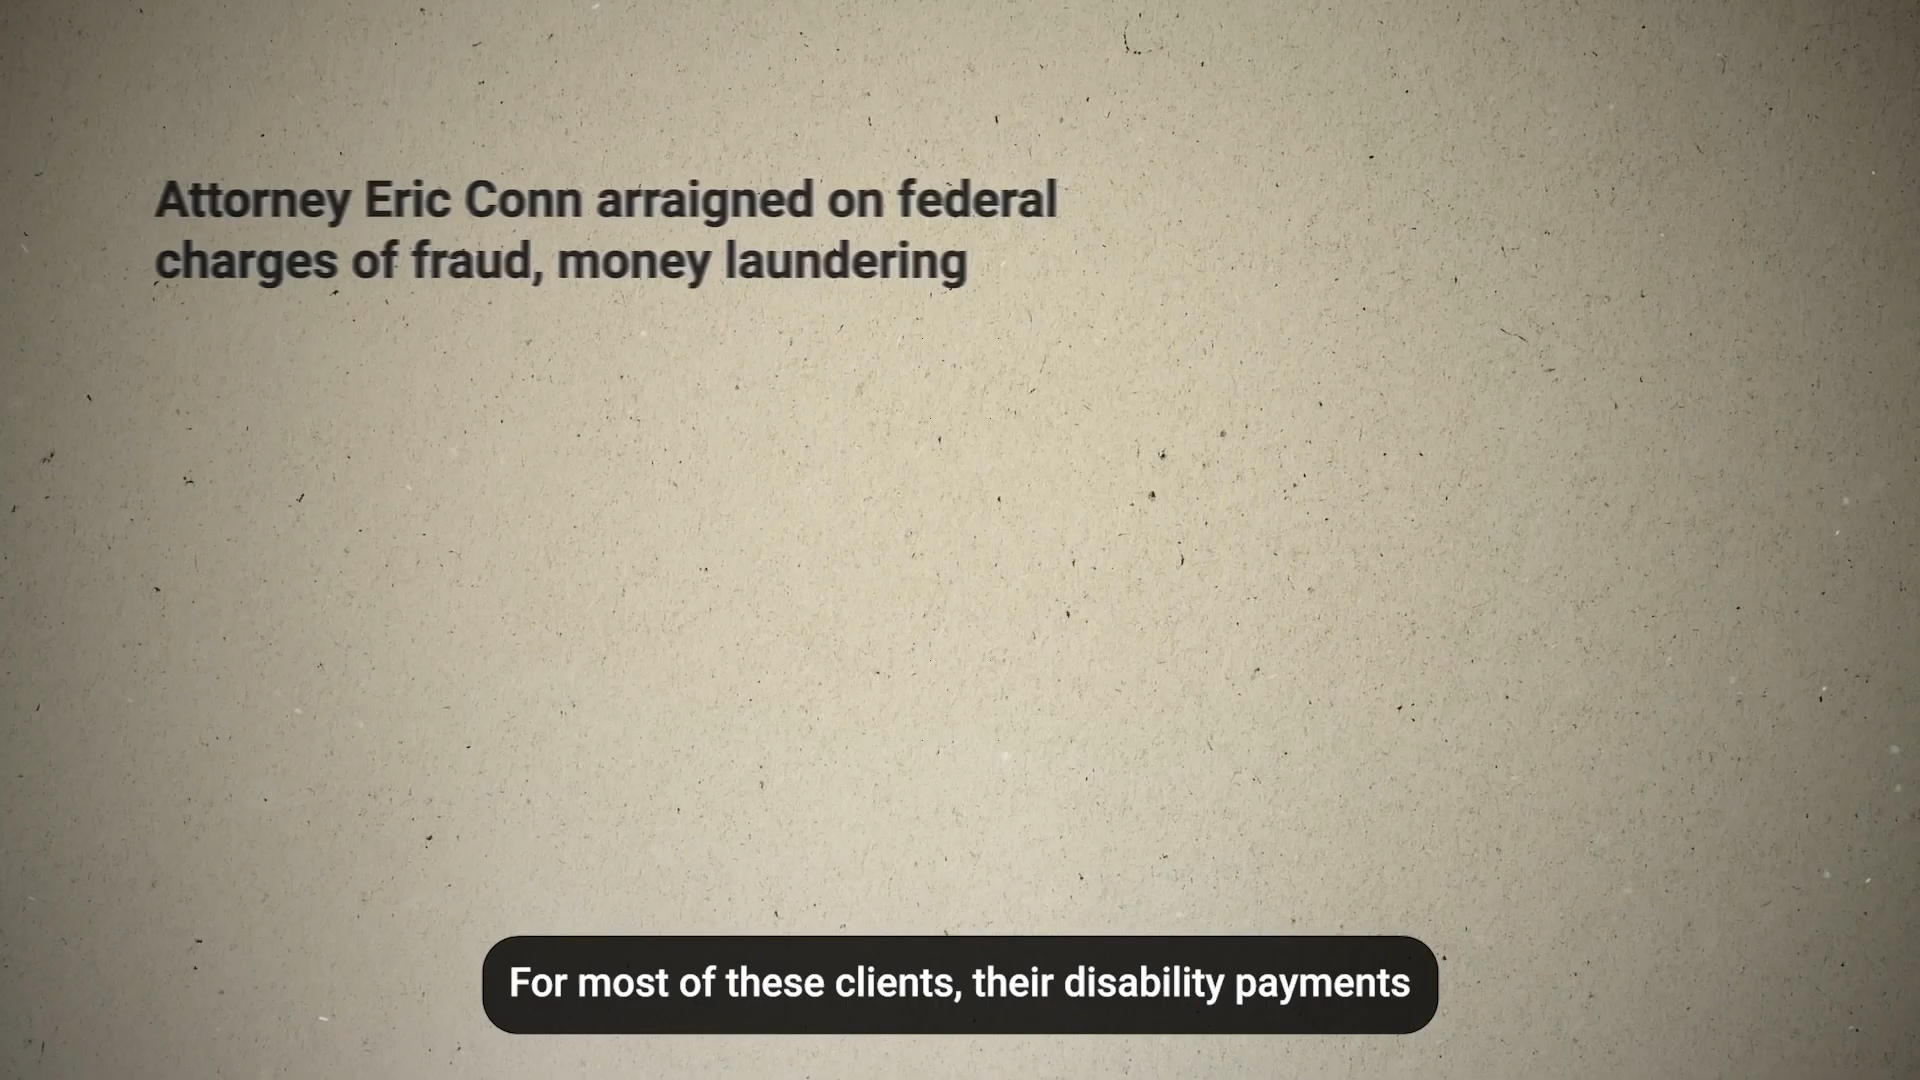 Attorney Eric Conn arraigned on federal
charges of fraud, money laundering
For most of these clients, their disability payments